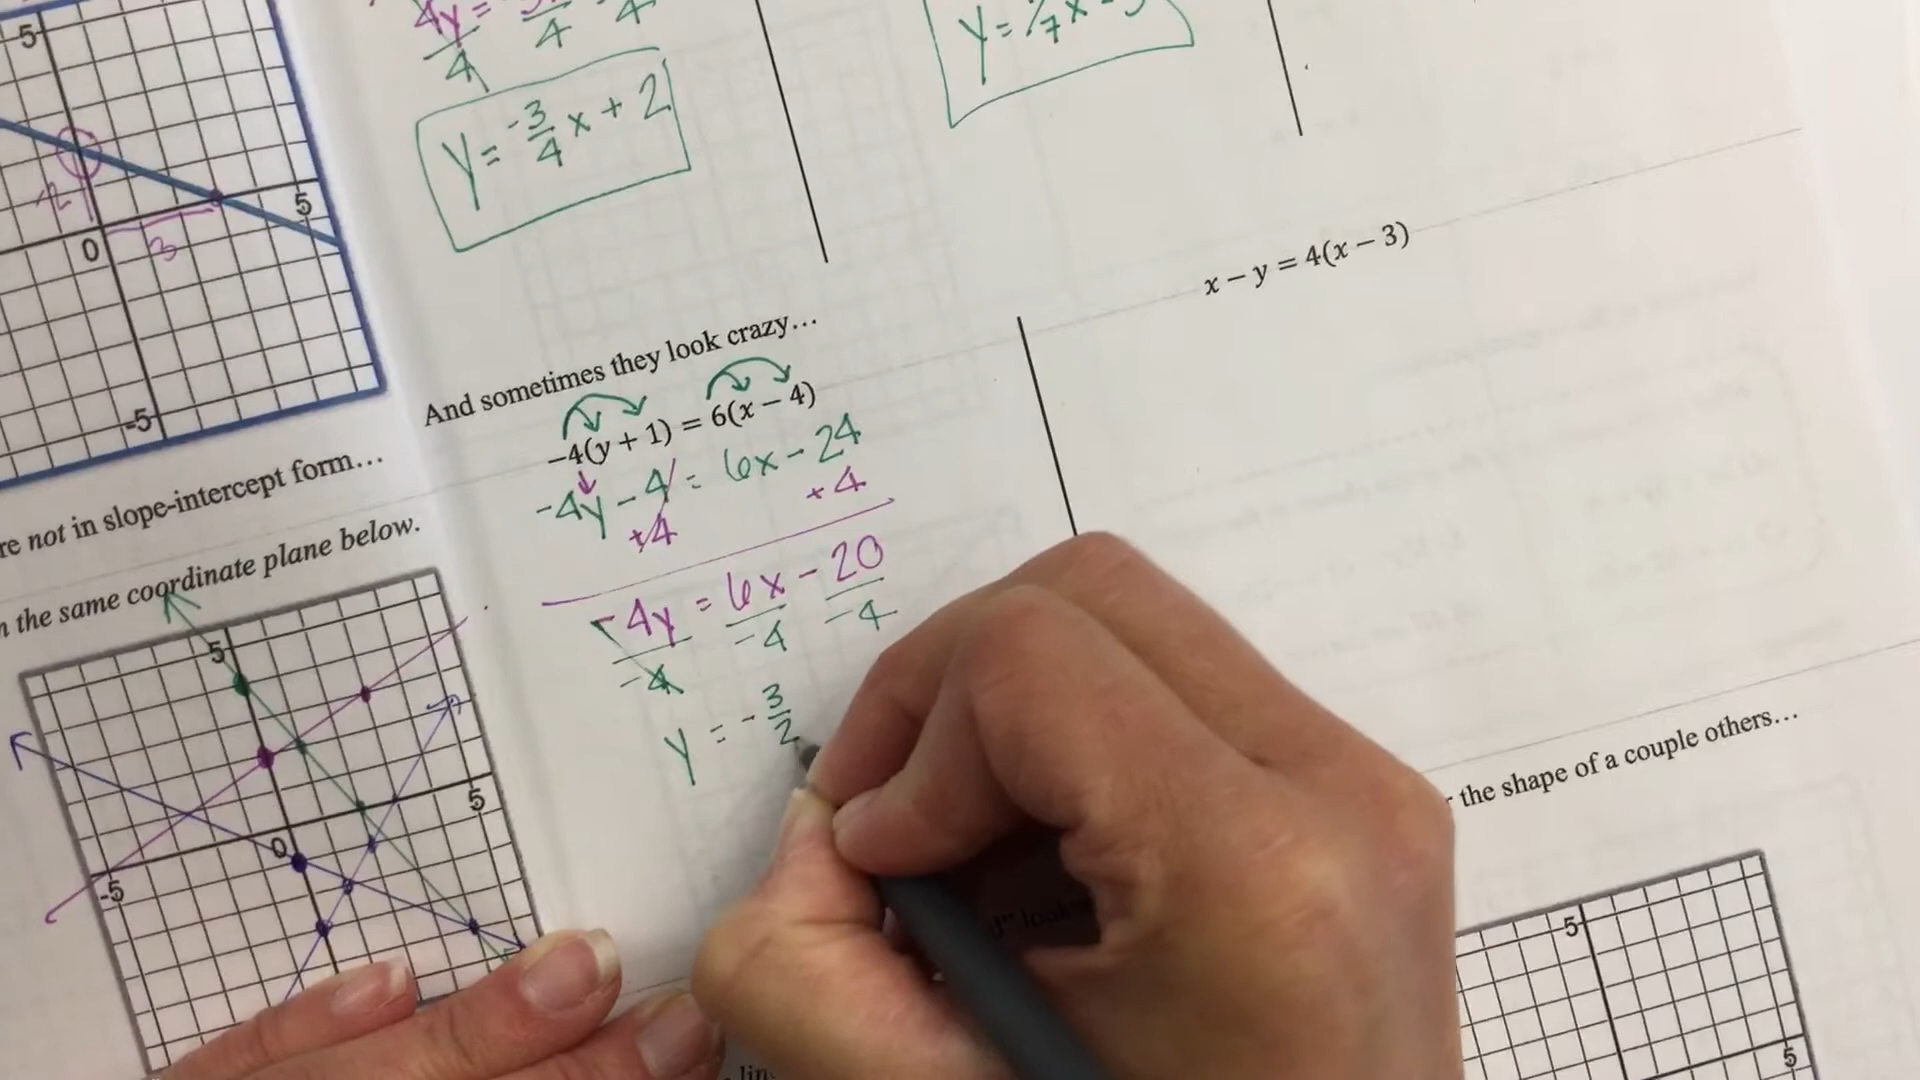 5
4y =
4 4 4
y = -3/4 x + 2
2
3
5
0
-5
x − y = 4(x − 3)
And sometimes they look crazy…
−4(y + 1) = 6(x − 4)
-4y - 4 = 6x - 24
+4 +4
-4y = 6x - 20
-4 -4 -4
y = - 3/2
re not in slope-intercept form…
the same coordinate plane below.
5
5
0
-5
the shape of a couple others…
5
5